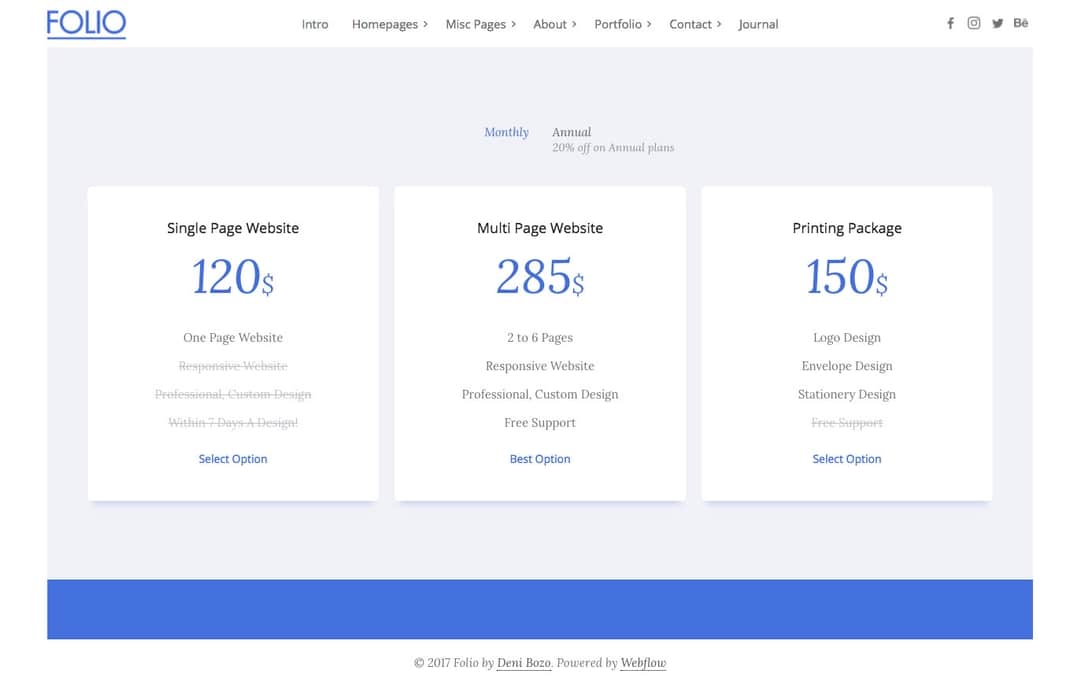 FOLIO
Intro Homepages Misc Pages About Portfolio Contact Journal Bē
Monthly Annual
20% off on Annual plans
Single Page Website
120$
One Page Website
Responsive Website
Professional, Custom Design
Within 7 Days A Design!
Select Option
Multi Page Website
285$
2 to 6 Pages
Responsive Website
Professional, Custom Design
Free Support
Best Option
Printing Package
150$
Logo Design
Envelope Design
Stationery Design
Free Support
Select Option
© 2017 Folio by Deni Bozo. Powered by Webflow